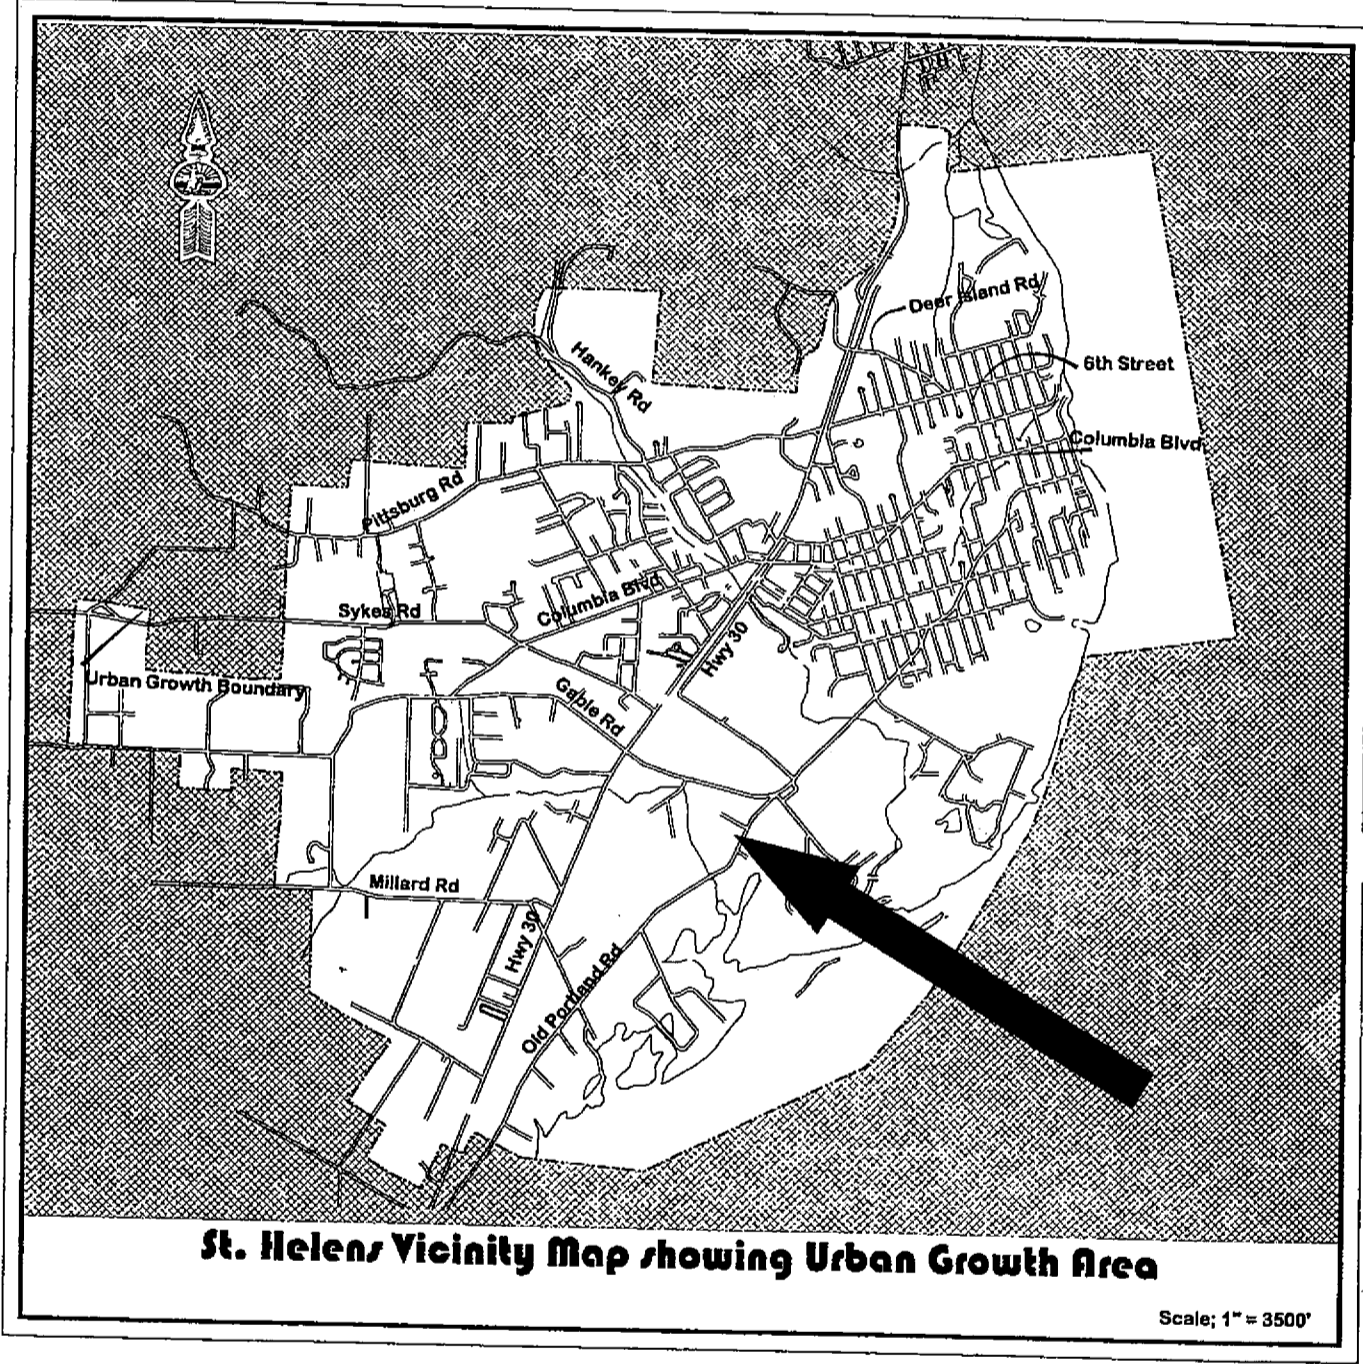 Deer Island Rd
Hankey Rd
6th Street
Columbia Blvd
Pittsburg Rd
Columbia Blvd
Sykes Rd
Hwy 30
Urban Growth Boundary
Gable Rd
Millard Rd
Hwy 30
Old Portland Rd
St. Helens Vicinity Map showing Urban Growth Area
Scale; 1" = 3500'